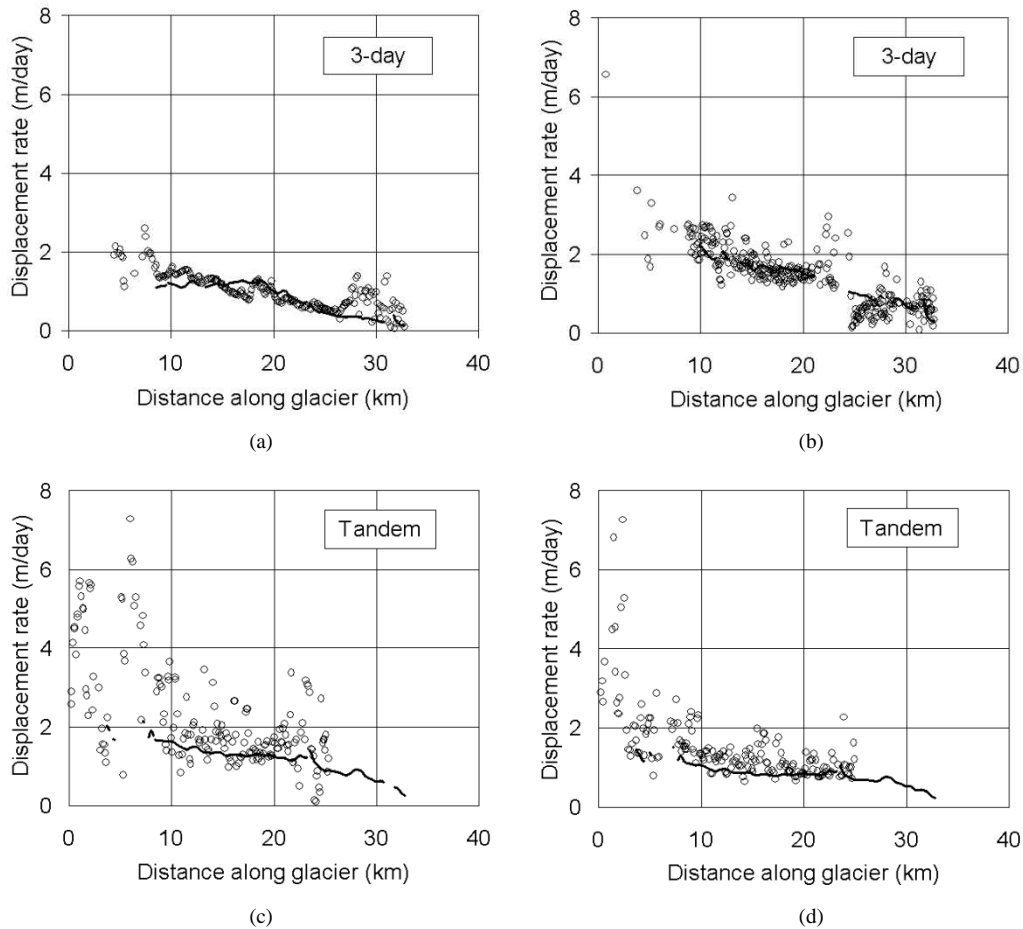 8
3-day
6
4
2
0
0 10 20 30 40
Displacement rate (m/day)
Distance along glacier (km)
(a)
8
3-day
6
4
2
0
0 10 20 30 40
Displacement rate (m/day)
Distance along glacier (km)
(b)
8
Tandem
6
4
2
0
0 10 20 30 40
Displacement rate (m/day)
Distance along glacier (km)
(c)
8
Tandem
6
4
2
0
0 10 20 30 40
Displacement rate (m/day)
Distance along glacier (km)
(d)